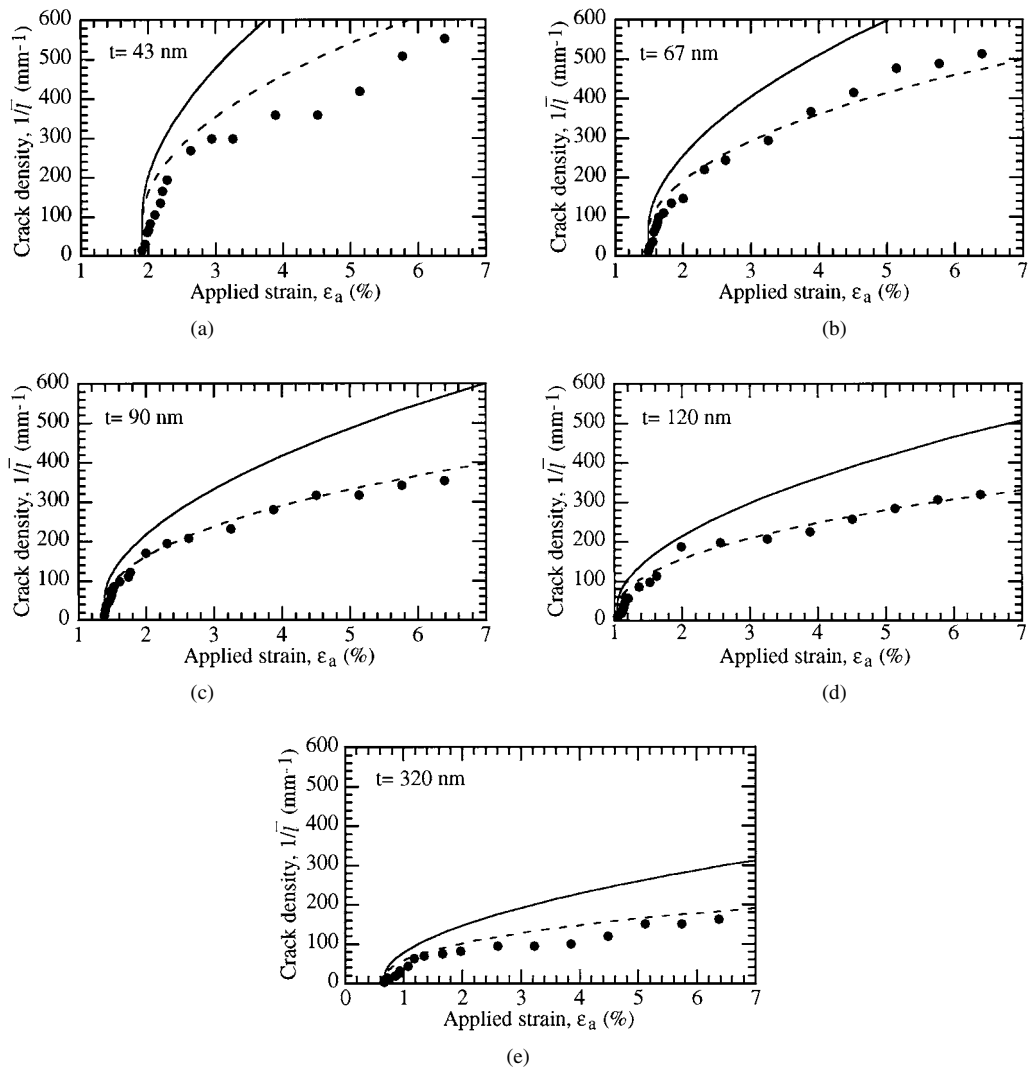 t= 43 nm
Crack density, 1/l̅ (mm⁻¹)
600
500
400
300
200
100
0
1 2 3 4 5 6 7
Applied strain, εₐ (%)
(a)
t= 67 nm
Crack density, 1/l̅ (mm⁻¹)
600
500
400
300
200
100
0
1 2 3 4 5 6 7
Applied strain, εₐ (%)
(b)
t= 90 nm
Crack density, 1/l̅ (mm⁻¹)
600
500
400
300
200
100
0
1 2 3 4 5 6 7
Applied strain, εₐ (%)
(c)
t= 120 nm
Crack density, 1/l̅ (mm⁻¹)
600
500
400
300
200
100
0
1 2 3 4 5 6 7
Applied strain, εₐ (%)
(d)
t= 320 nm
Crack density, 1/l̅ (mm⁻¹)
600
500
400
300
200
100
0
0 1 2 3 4 5 6 7
Applied strain, εₐ (%)
(e)